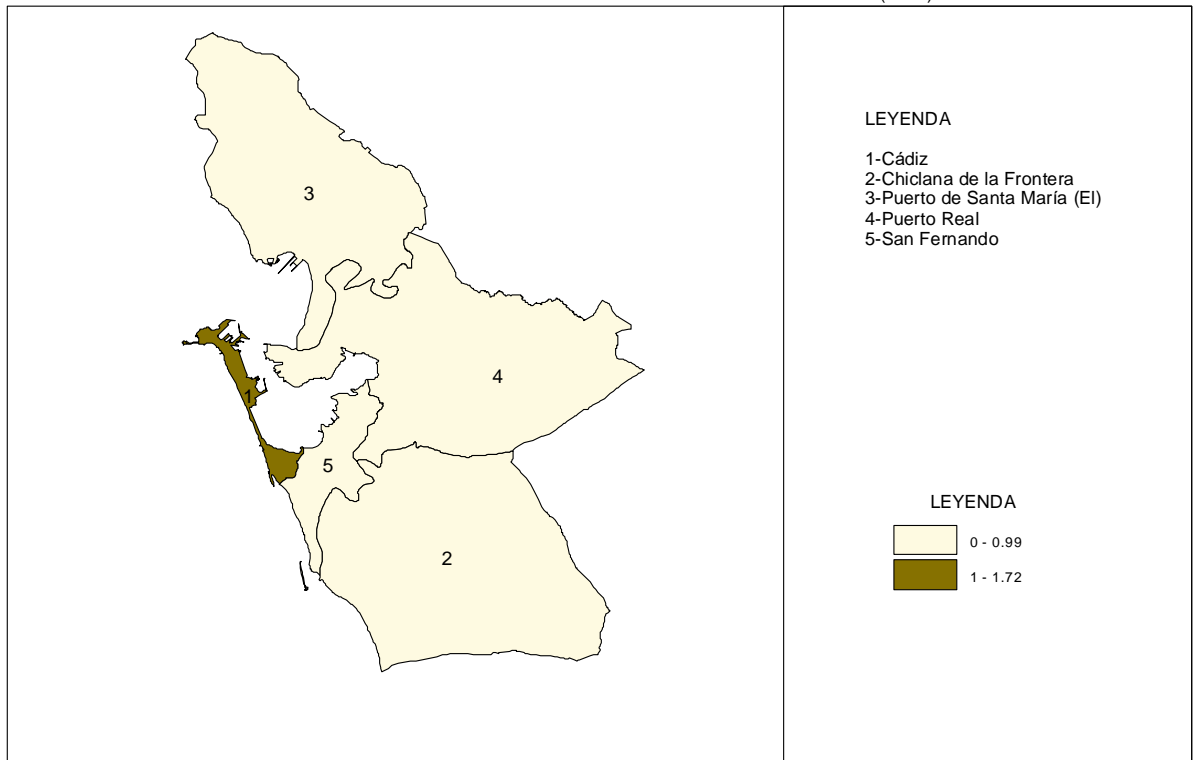 LEYENDA
1-Cádiz
2-Chiclana de la Frontera
3-Puerto de Santa María (El)
4-Puerto Real
5-San Fernando
3
4
1
5
2
LEYENDA
0 - 0.99
1 - 1.72